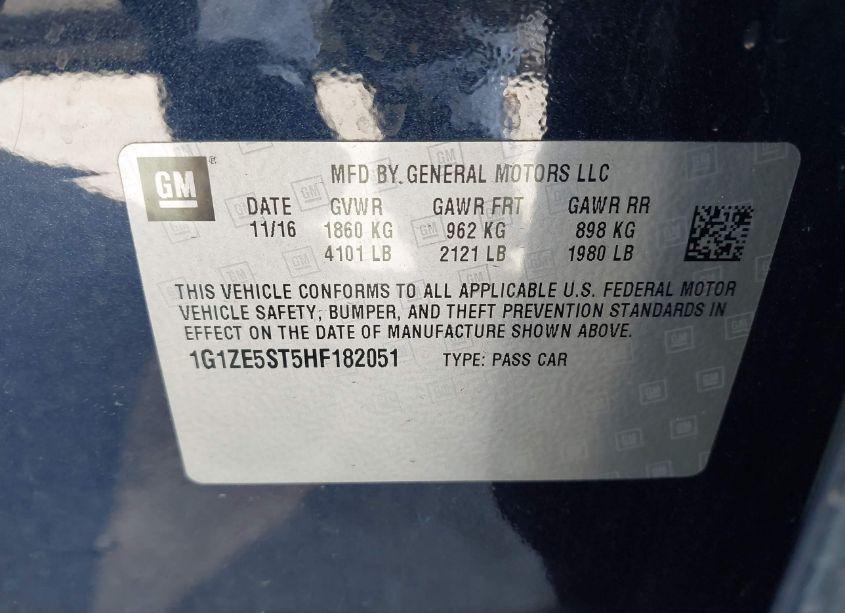 GM® MFD BY GENERAL MOTORS LLC
DATE GVWR GAWR FRT GAWR RR
11/16 1860 KG 962 KG 898 KG
4101 LB 2121 LB 1980 LB
THIS VEHICLE CONFORMS TO ALL APPLICABLE U.S. FEDERAL MOTOR
VEHICLE SAFETY, BUMPER, AND THEFT PREVENTION STANDARDS IN
EFFECT ON THE DATE OF MANUFACTURE SHOWN ABOVE.
1G1ZE5ST5HF182051 TYPE: PASS CAR